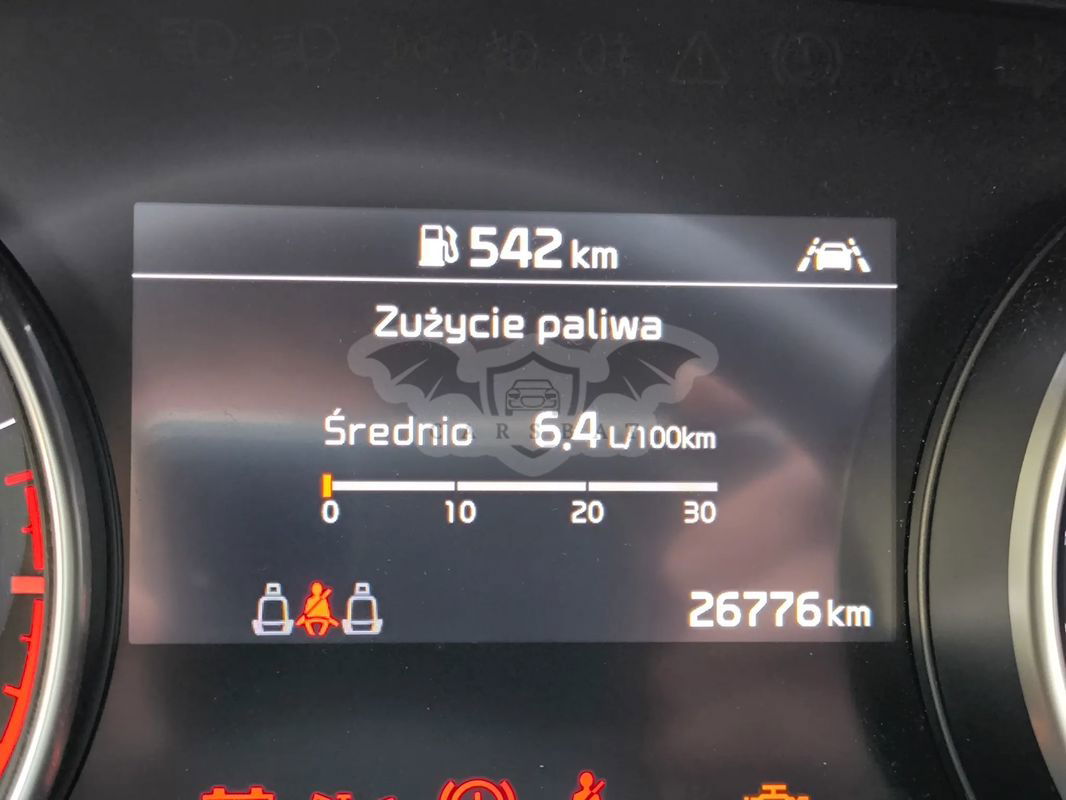 542 km
Zużycie paliwa
Średnio 6.4 L/100km
0 10 20 30
26776 km